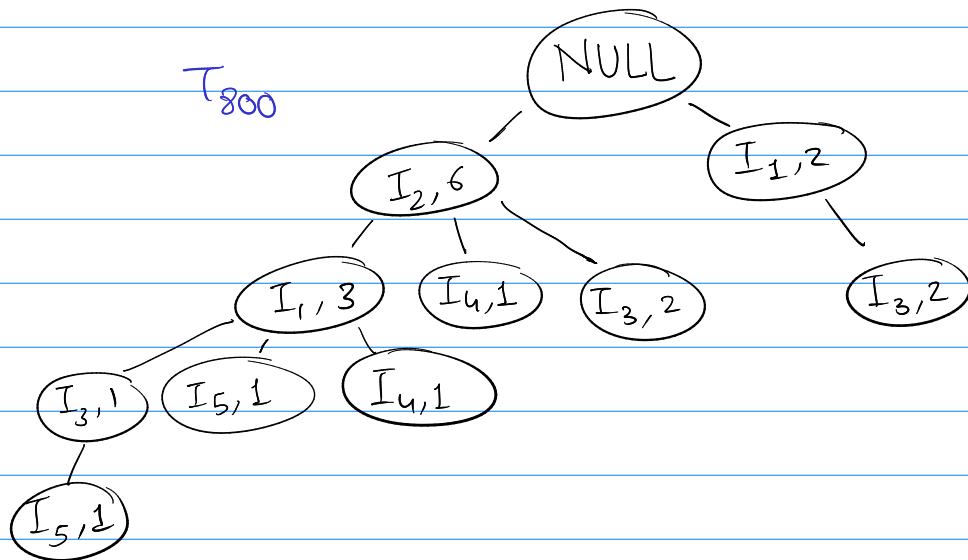 NULL
T800
I1,2
I2,6
I1,3
I4,1
I3,2
I3,2
I3,1
I5,1
I4,1
I5,1